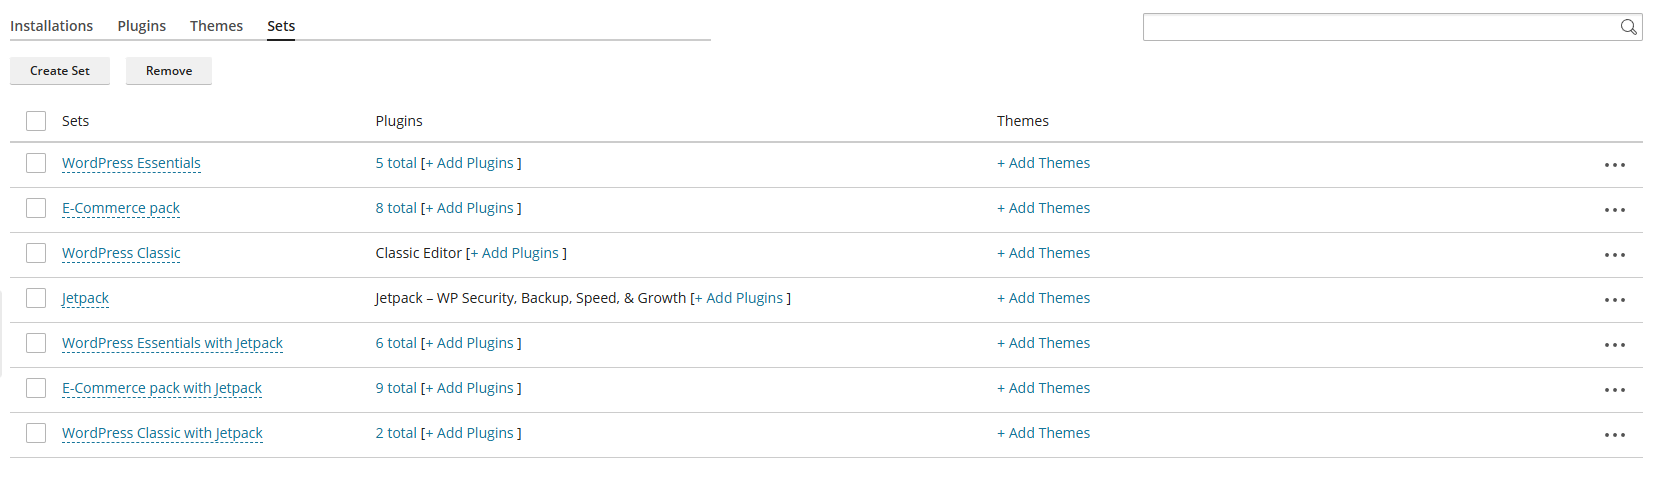 Installations Plugins Themes Sets
Create Set Remove
Sets Plugins Themes
WordPress Essentials 5 total [+ Add Plugins ] + Add Themes
E-Commerce pack 8 total [+ Add Plugins ] + Add Themes
WordPress Classic Classic Editor [+ Add Plugins ] + Add Themes
Jetpack Jetpack – WP Security, Backup, Speed, & Growth [+ Add Plugins ] + Add Themes
WordPress Essentials with Jetpack 6 total [+ Add Plugins ] + Add Themes
E-Commerce pack with Jetpack 9 total [+ Add Plugins ] + Add Themes
WordPress Classic with Jetpack 2 total [+ Add Plugins ] + Add Themes